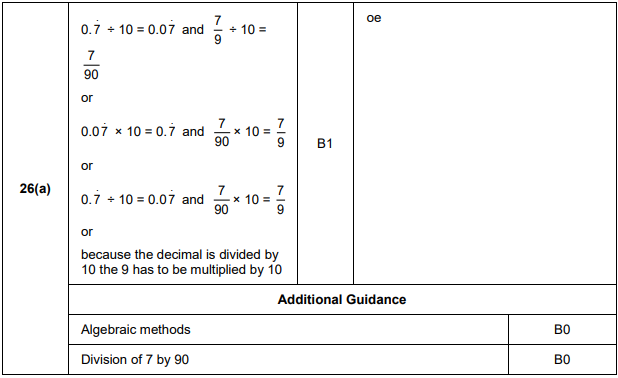 0.7̇ ÷ 10 = 0.07̇ and 7/9 ÷ 10 =
7/90
or
0.07̇ × 10 = 0.7̇ and 7/90 × 10 = 7/9
or
0.7̇ ÷ 10 = 0.07̇ and 7/90 × 10 = 7/9
or
because the decimal is divided by
10 the 9 has to be multiplied by 10
26(a)
B1
oe
Additional Guidance
Algebraic methods B0
Division of 7 by 90 B0